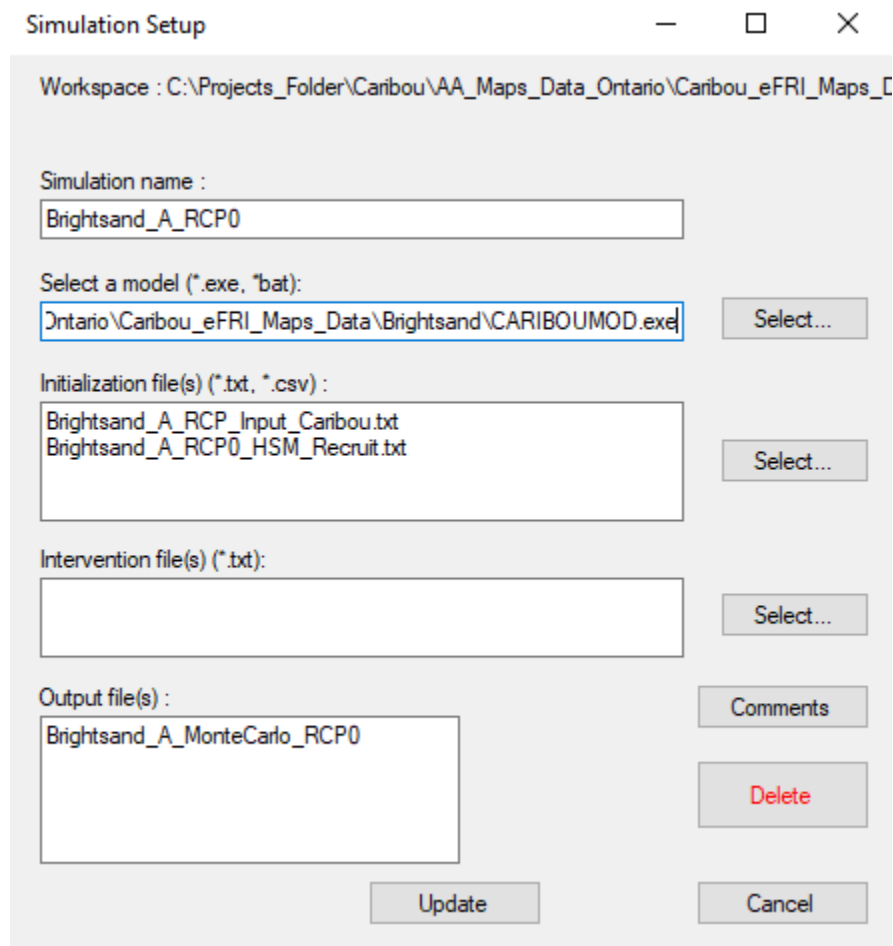 Simulation Setup
Workspace : C:\Projects_Folder\Caribou\AA_Maps_Data_Ontario\Caribou_eFRI_Maps_D
Simulation name :
Brightsand_A_RCP0
Select a model (*.exe, *bat):
Ontario\Caribou_eFRI_Maps_Data\Brightsand\CARIBOUMOD.exe
Select...
Initialization file(s) (*.txt, *.csv) :
Brightsand_A_RCP_Input_Caribou.txt
Brightsand_A_RCP0_HSM_Recruit.txt
Select...
Intervention file(s) (*.txt):
Select...
Output file(s) :
Brightsand_A_MonteCarlo_RCP0
Comments
Delete
Update
Cancel